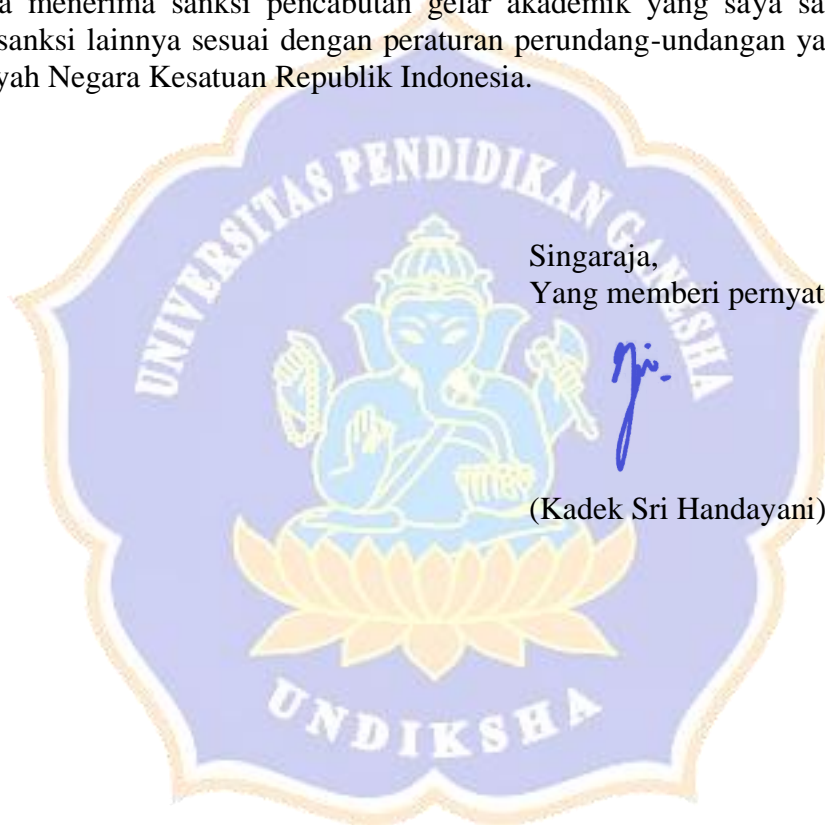 a menerima sanksi pencabutan gelar akademik yang saya sa
sanksi lainnya sesuai dengan peraturan perundang-undangan ya
yah Negara Kesatuan Republik Indonesia.
UNIVERSITAS PENDIDIKAN GANESHA
Singaraja,
Yang memberi pernyat
(Kadek Sri Handayani)
UNDIKSHA